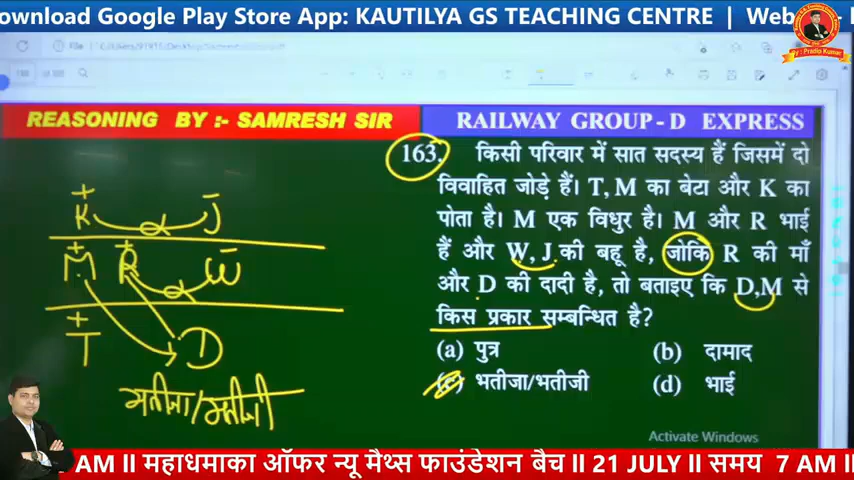 ownload Google Play Store App: KAUTILYA GS TEACHING CENTRE | Web
REASONING BY :- SAMRESH SIR
RAILWAY GROUP - D EXPRESS
163. किसी परिवार में सात सदस्य हैं जिसमें दो
विवाहित जोड़े हैं। T, M का बेटा और K का
पोता है। M एक विधुर है। M और R भाई
हैं और W, J की बहू है, जोकि R की माँ
और D की दादी है, तो बताइए कि D,M से
किस प्रकार सम्बन्धित है?
(a) पुत्र
(b) दामाद
(c) भतीजा/भतीजी
(d) भाई
+ -
K J
+ + -
M R W
+
T D
भतीजा/भतीजी
Activate Windows
AM II महाधमाका ऑफर न्यू मैथ्स फाउंडेशन बैच II 21 JULY II समय 7 AM II